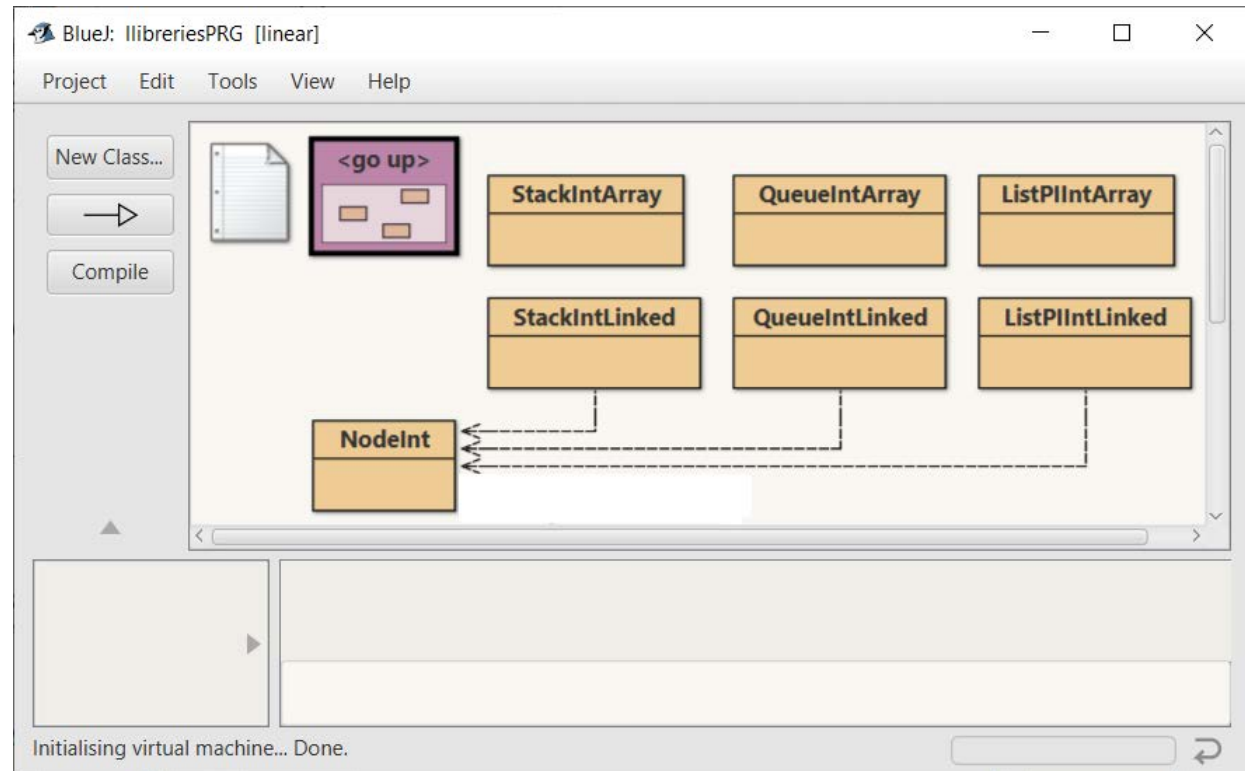 BlueJ: llibreriesPRG [linear]
Project Edit Tools View Help
New Class...
Compile
<go up>
StackIntArray
QueueIntArray
ListPIIntArray
StackIntLinked
QueueIntLinked
ListPIIntLinked
NodeInt
Initialising virtual machine... Done.